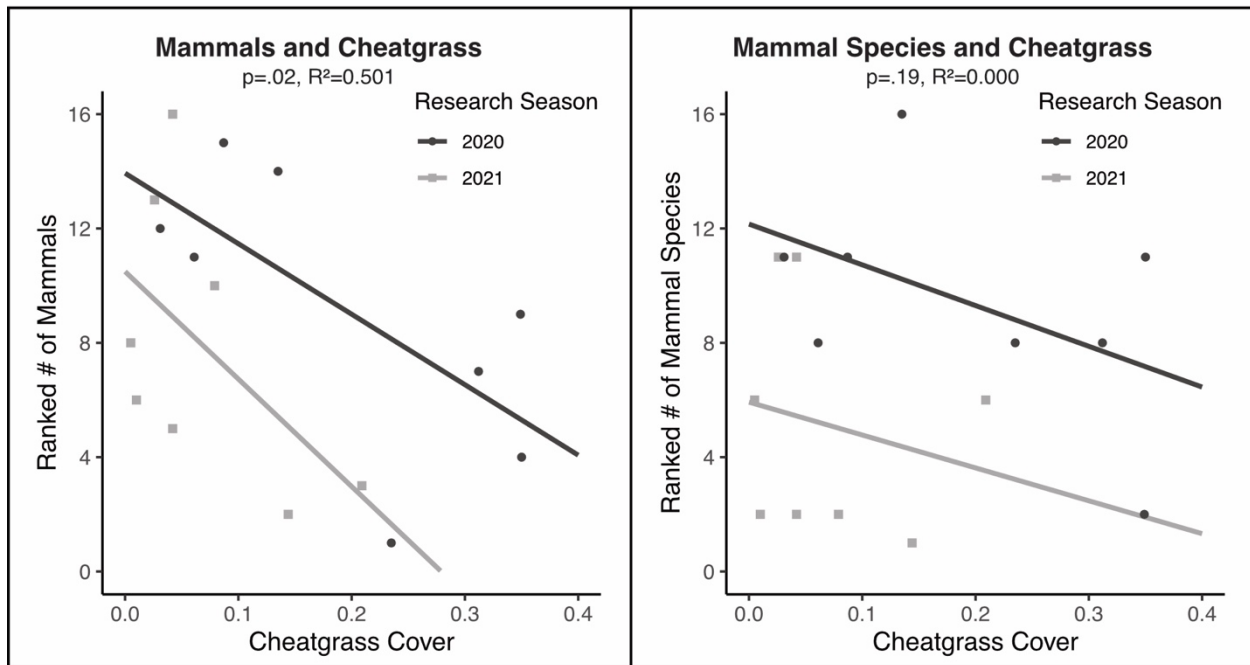 Mammals and Cheatgrass
p=.02, R²=0.501
Research Season
2020
2021
Ranked # of Mammals
16
12
8
4
0
0.0 0.1 0.2 0.3 0.4
Cheatgrass Cover
Mammal Species and Cheatgrass
p=.19, R²=0.000
Research Season
2020
2021
Ranked # of Mammal Species
16
12
8
4
0
0.0 0.1 0.2 0.3 0.4
Cheatgrass Cover